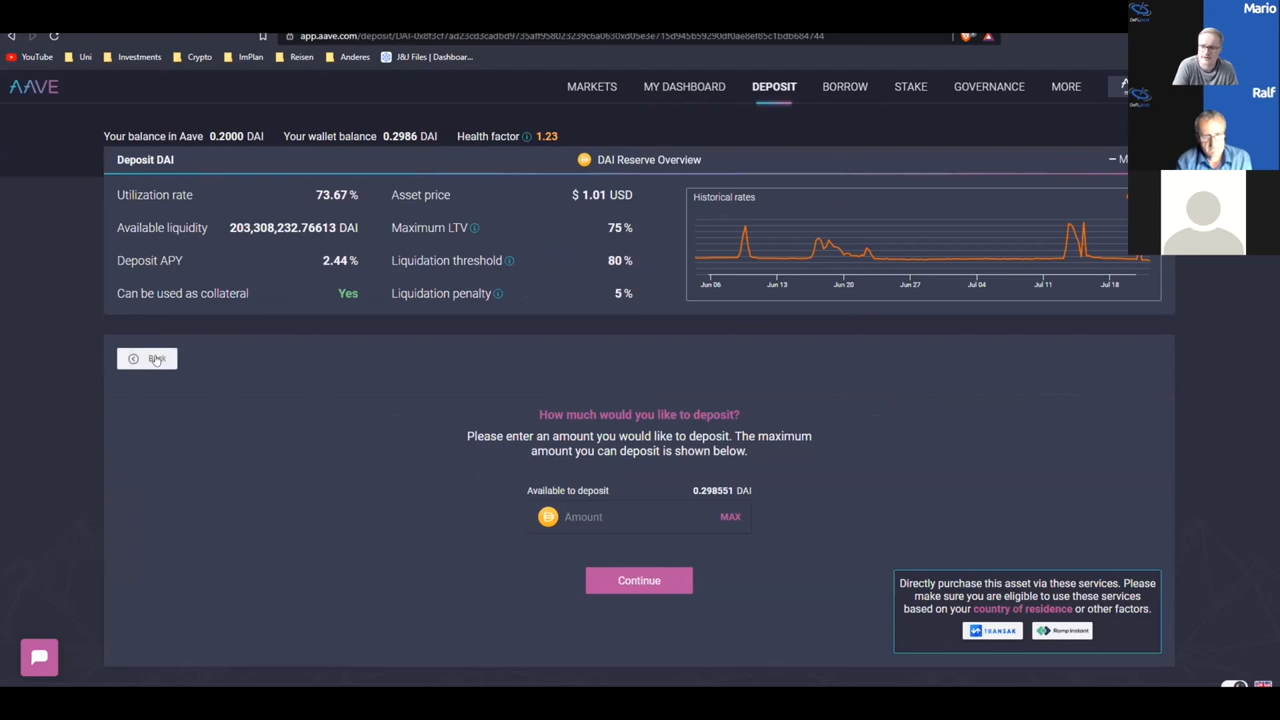 Mario
app.aave.com/deposit/DAI-0x8f3cf7ad23cd3cadbd9735aff958023239c6a0630xd05e3e715d945b59290df0ae8ef85c1bdb684744
YouTube Uni Investments Crypto ImPlan Reisen Anderes J&J Files | Dashboar...
AAVE MARKETS MY DASHBOARD DEPOSIT BORROW STAKE GOVERNANCE MORE
Ralf
Your balance in Aave 0.2000 DAI Your wallet balance 0.2986 DAI Health factor 1.23
Deposit DAI DAI Reserve Overview — M
Utilization rate 73.67 % Asset price $ 1.01 USD Historical rates
Available liquidity 203,308,232.76613 DAI Maximum LTV 75 %
Deposit APY 2.44 % Liquidation threshold 80 %
Can be used as collateral Yes Liquidation penalty 5 %
Jun 06 Jun 13 Jun 20 Jun 27 Jul 04 Jul 11 Jul 18
Back
How much would you like to deposit?
Please enter an amount you would like to deposit. The maximum
amount you can deposit is shown below.
Available to deposit 0.298551 DAI
Amount MAX
Continue
Directly purchase this asset via these services. Please
make sure you are eligible to use these services
based on your country of residence or other factors.
TRANSAK Ramp Instant